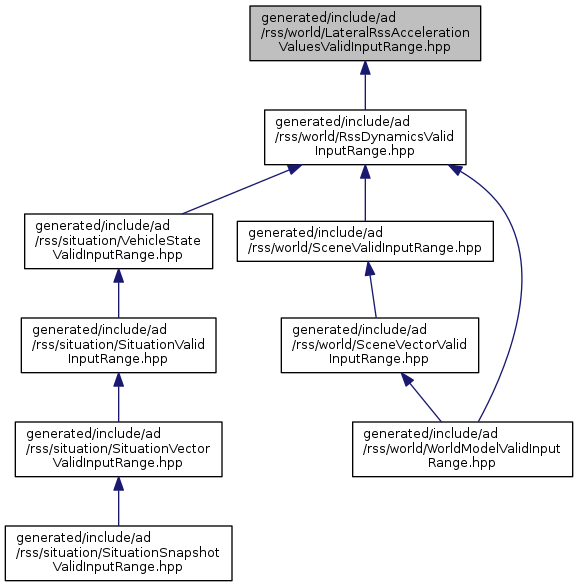 generated/include/ad
/rss/world/LateralRssAcceleration
ValuesValidInputRange.hpp
generated/include/ad
/rss/world/RssDynamicsValid
InputRange.hpp
generated/include/ad
/rss/situation/VehicleState
ValidInputRange.hpp
generated/include/ad
/rss/world/SceneValidInputRange.hpp
generated/include/ad
/rss/situation/SituationValid
InputRange.hpp
generated/include/ad
/rss/world/SceneVectorValid
InputRange.hpp
generated/include/ad
/rss/situation/SituationVector
ValidInputRange.hpp
generated/include/ad
/rss/world/WorldModelValidInput
Range.hpp
generated/include/ad
/rss/situation/SituationSnapshot
ValidInputRange.hpp